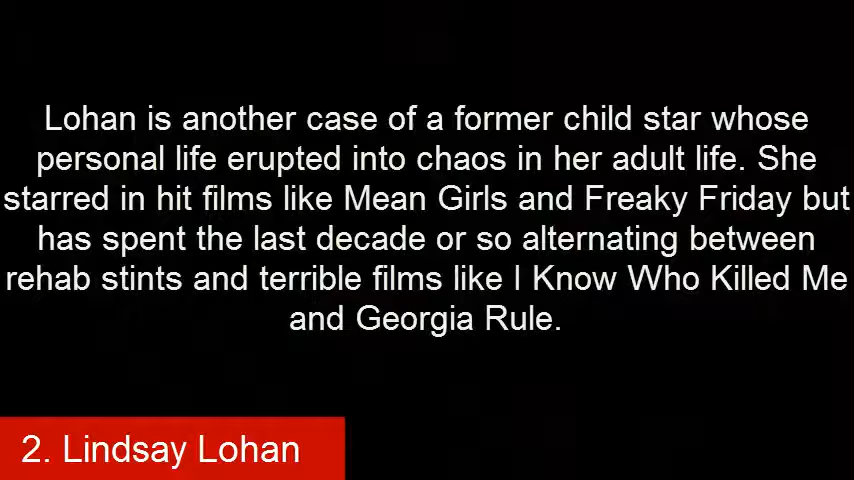 Lohan is another case of a former child star whose
personal life erupted into chaos in her adult life. She
starred in hit films like Mean Girls and Freaky Friday but
has spent the last decade or so alternating between
rehab stints and terrible films like I Know Who Killed Me
and Georgia Rule.
2. Lindsay Lohan